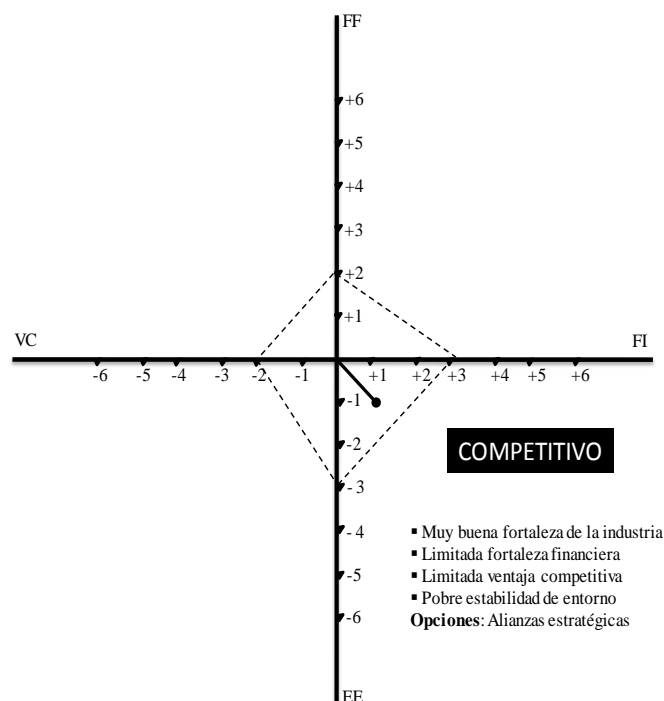 FF
+6
+5
+4
+3
+2
+1
VC
FI
-6 -5 -4 -3 -2 -1 +1 +2 +3 +4 +5 +6
-1
-2
COMPETITIVO
- 3
- 4
-5
-6
▪ Muy buena fortaleza de la industria
▪ Limitada fortaleza financiera
▪ Limitada ventaja competitiva
▪ Pobre estabilidad de entorno
Opciones: Alianzas estratégicas
EE